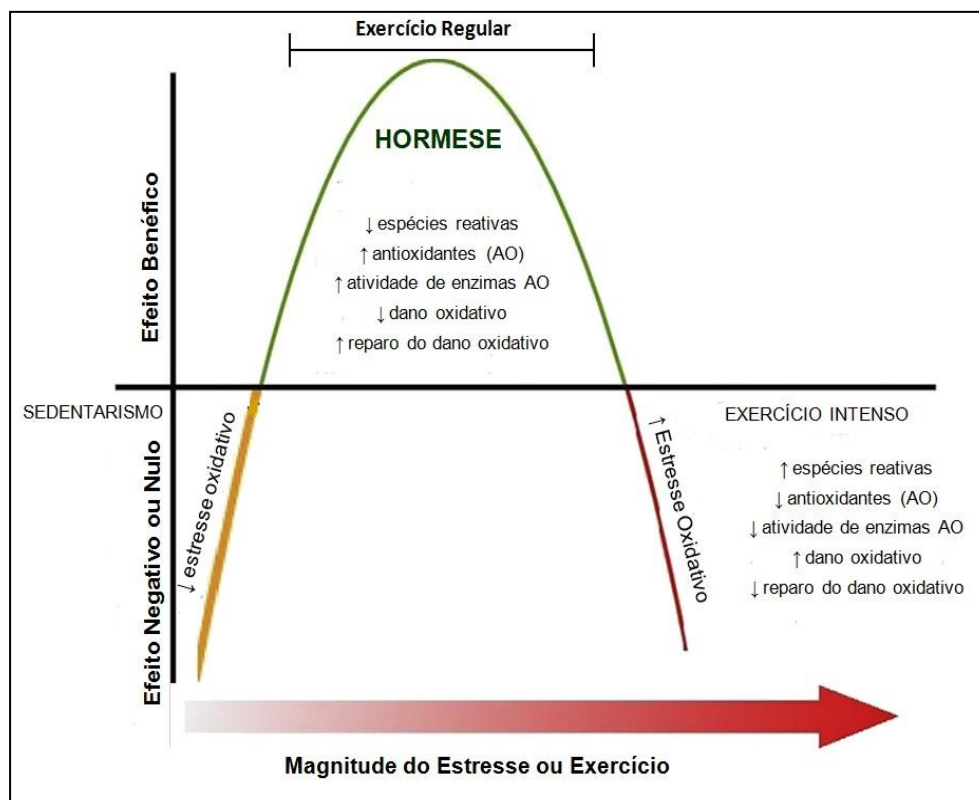 Exercício Regular
HORMESE
↓ espécies reativas
↑ antioxidantes (AO)
↑ atividade de enzimas AO
↓ dano oxidativo
↑ reparo do dano oxidativo
Efeito Benéfico
SEDENTARISMO
EXERCÍCIO INTENSO
Efeito Negativo ou Nulo
↓ estresse oxidativo
↑ Estresse Oxidativo
↑ espécies reativas
↓ antioxidantes (AO)
↓ atividade de enzimas AO
↑ dano oxidativo
↓ reparo do dano oxidativo
Magnitude do Estresse ou Exercício